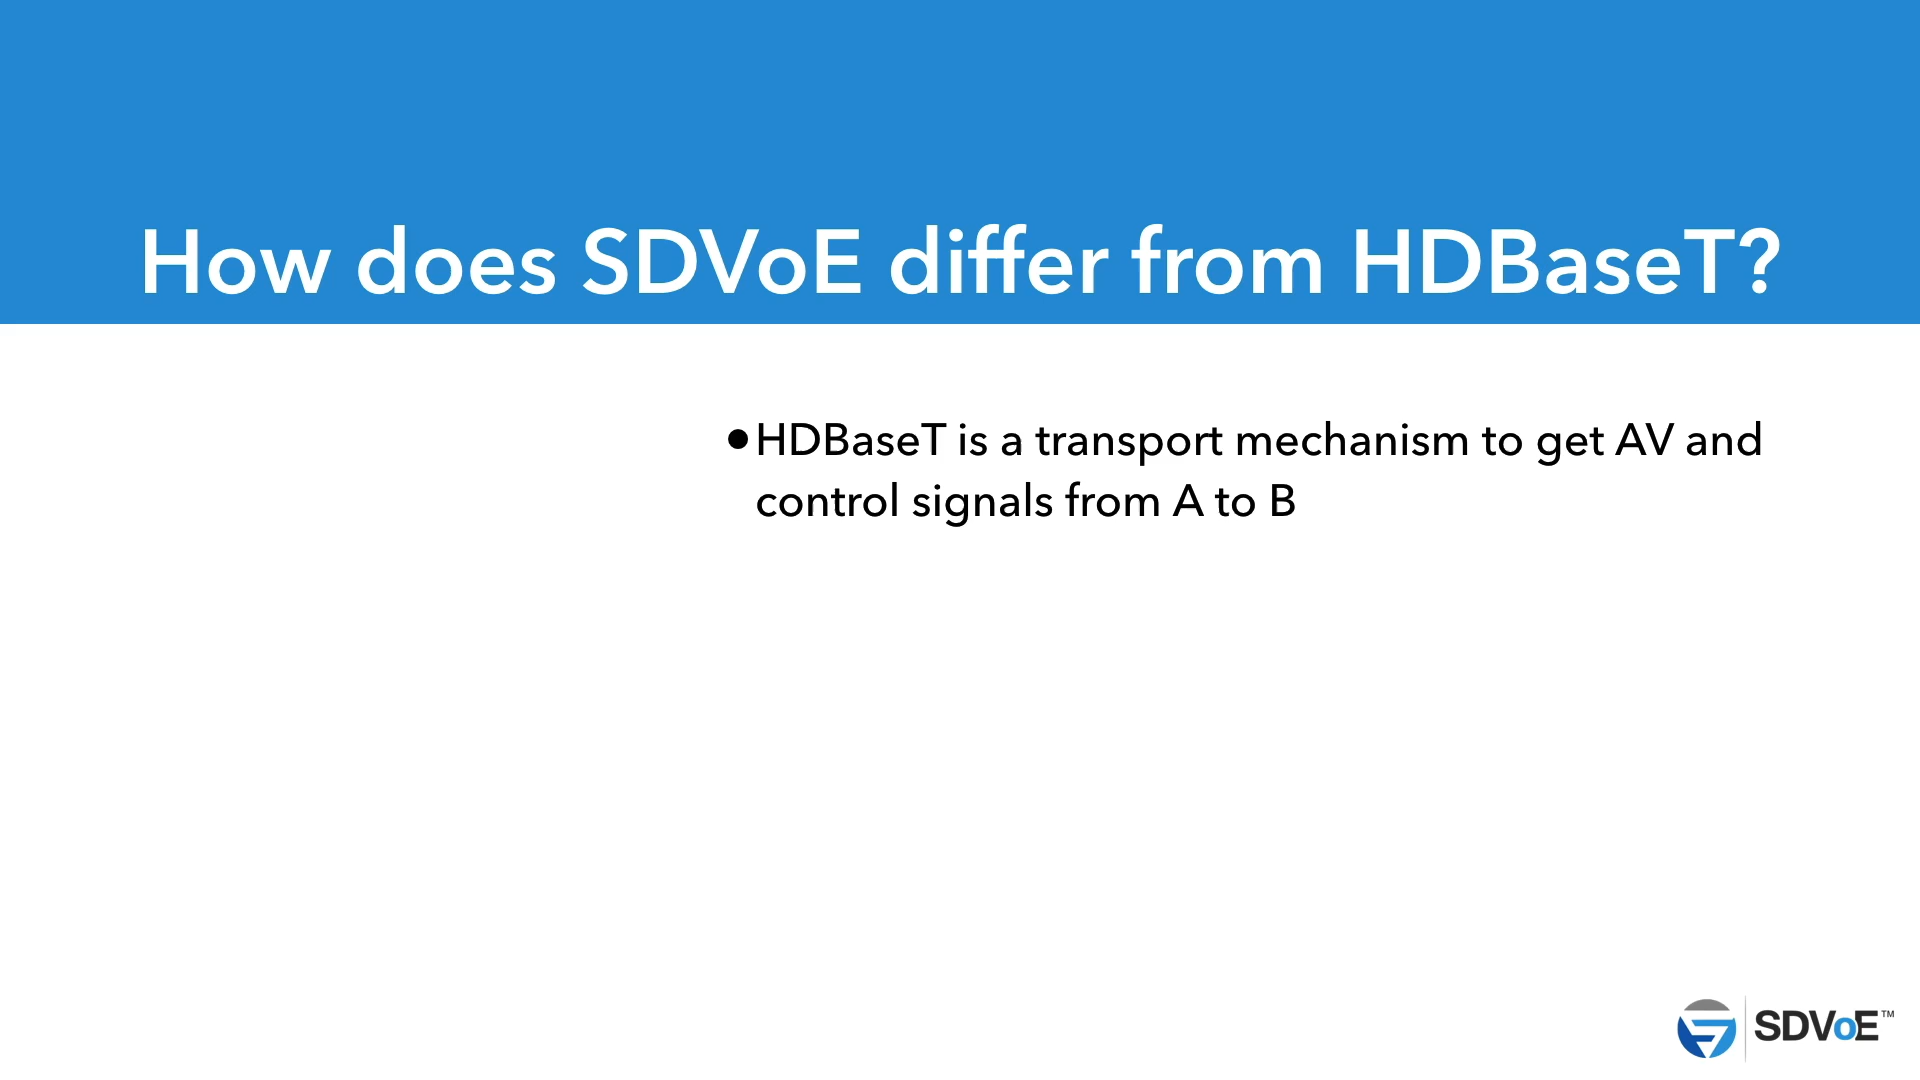 How does SDVoE differ from HDBaseT?
•HDBaseT is a transport mechanism to get AV and
control signals from A to B
SDVoE™